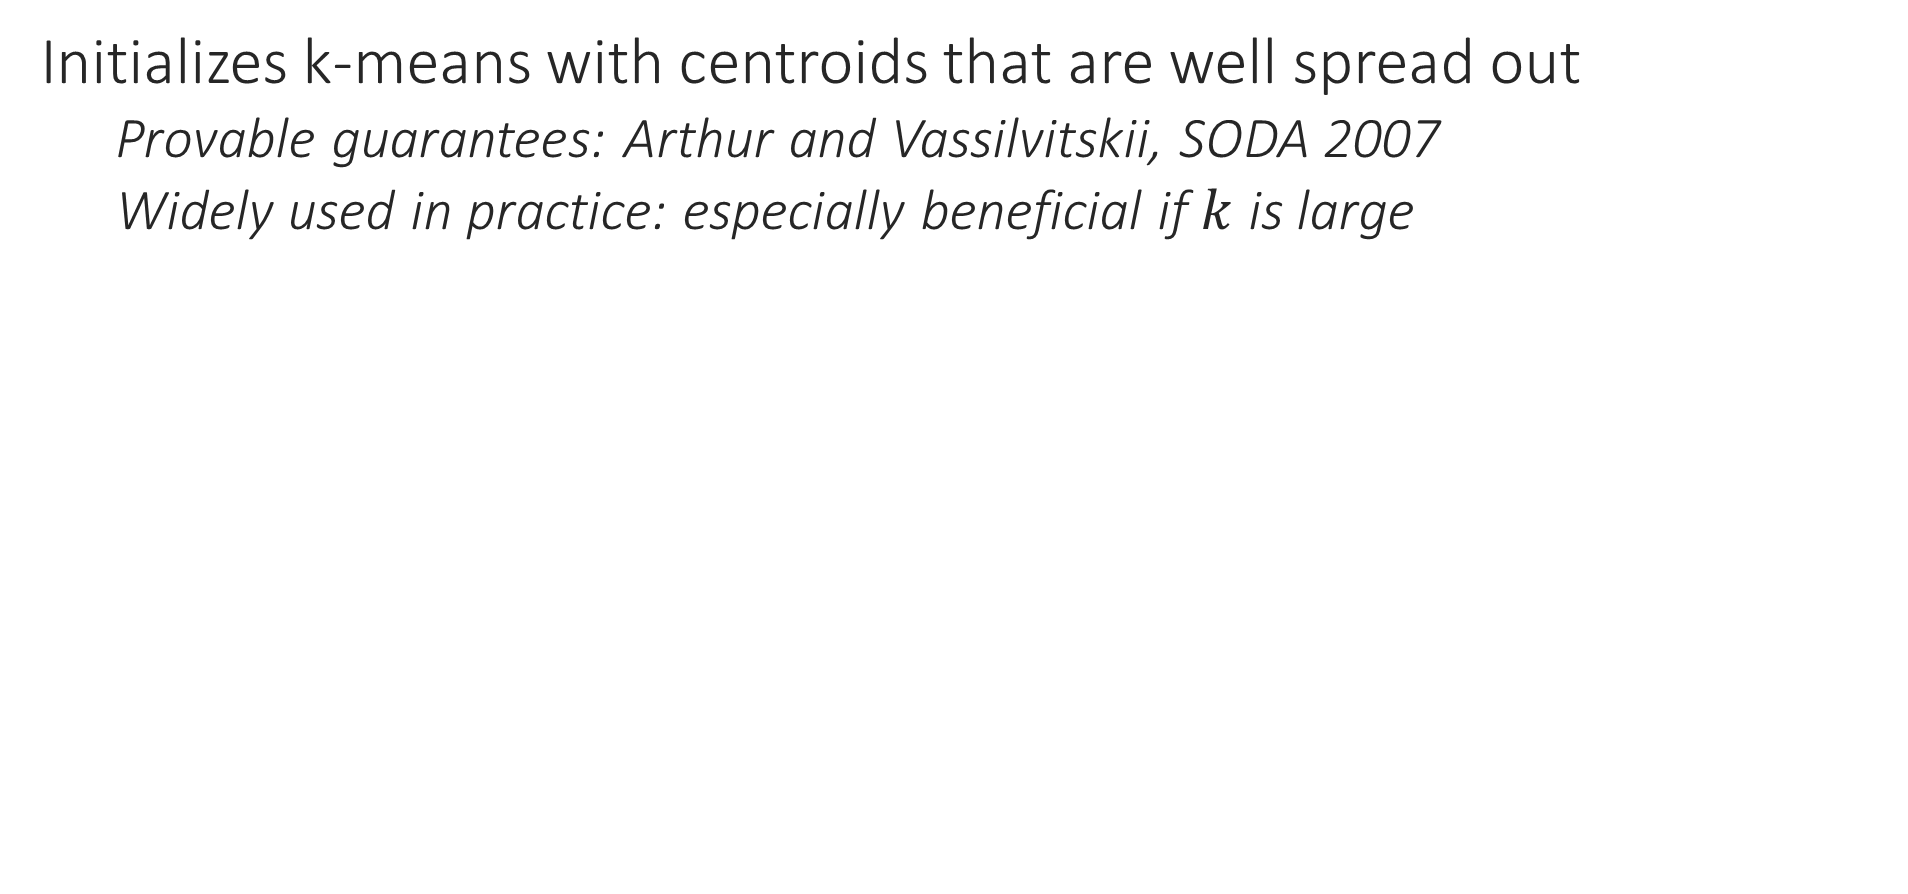 Initializes k-means with centroids that are well spread out
Provable guarantees: Arthur and Vassilvitskii, SODA 2007
Widely used in practice: especially beneficial if k is large